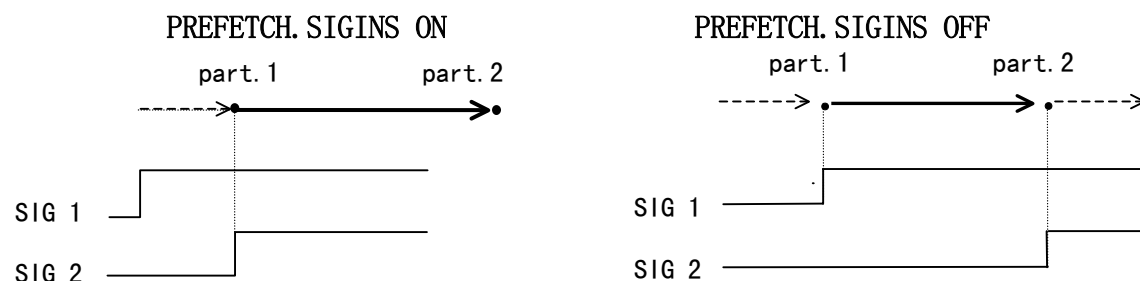 PREFETCH.SIGINS ON
part.1 part.2
SIG 1
SIG 2
PREFETCH.SIGINS OFF
part.1 part.2
SIG 1
SIG 2